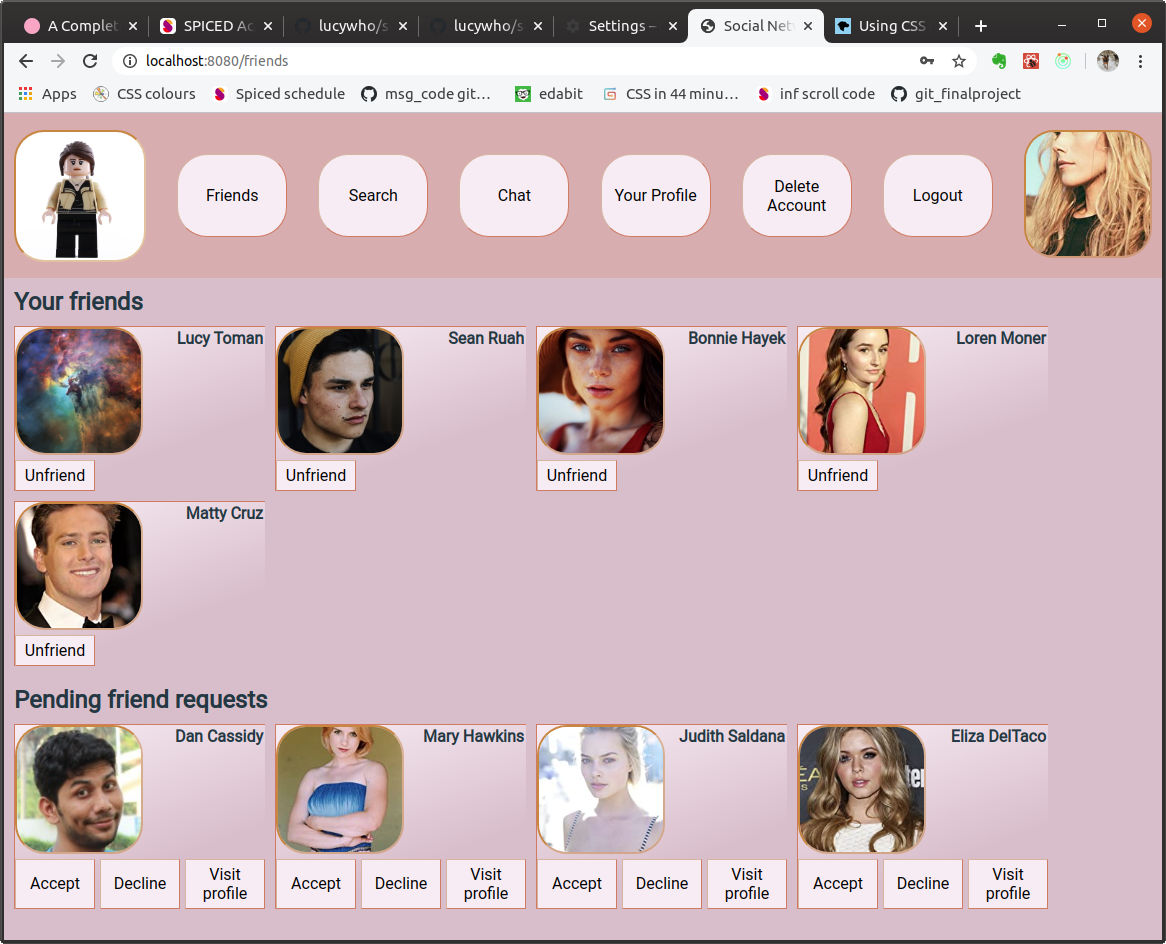 A Complet
SPICED Ac
lucywho/s
lucywho/s
Settings –
Social Net
Using CSS
localhost:8080/friends
Apps
CSS colours
Spiced schedule
msg_code git…
edabit
CSS in 44 minu…
inf scroll code
git_finalproject
Friends
Search
Chat
Your Profile
Delete
Account
Logout
Your friends
Lucy Toman
Sean Ruah
Bonnie Hayek
Loren Moner
Unfriend
Unfriend
Unfriend
Unfriend
Matty Cruz
Unfriend
Pending friend requests
Dan Cassidy
Mary Hawkins
Judith Saldana
Eliza DelTaco
Accept
Decline
Visit
profile
Accept
Decline
Visit
profile
Accept
Decline
Visit
profile
Accept
Decline
Visit
profile